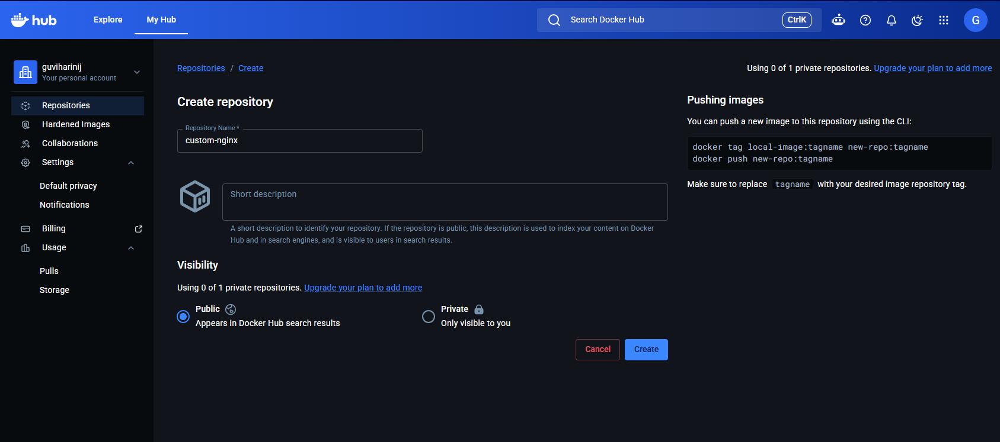 hub
Explore
My Hub
Search Docker Hub
CtrlK
G
guviharinij
Your personal account
Repositories
Hardened Images
Collaborations
Settings
Default privacy
Notifications
Billing
Usage
Pulls
Storage
Repositories / Create
Using 0 of 1 private repositories. Upgrade your plan to add more
Create repository
Repository Name *
custom-nginx
Short description
A short description to identify your repository. If the repository is public, this description is used to index your content on Docker
Hub and in search engines, and is visible to users in search results.
Visibility
Using 0 of 1 private repositories. Upgrade your plan to add more
Public
Appears in Docker Hub search results
Private
Only visible to you
Cancel
Create
Pushing images
You can push a new image to this repository using the CLI:
docker tag local-image:tagname new-repo:tagname
docker push new-repo:tagname
Make sure to replace tagname with your desired image repository tag.